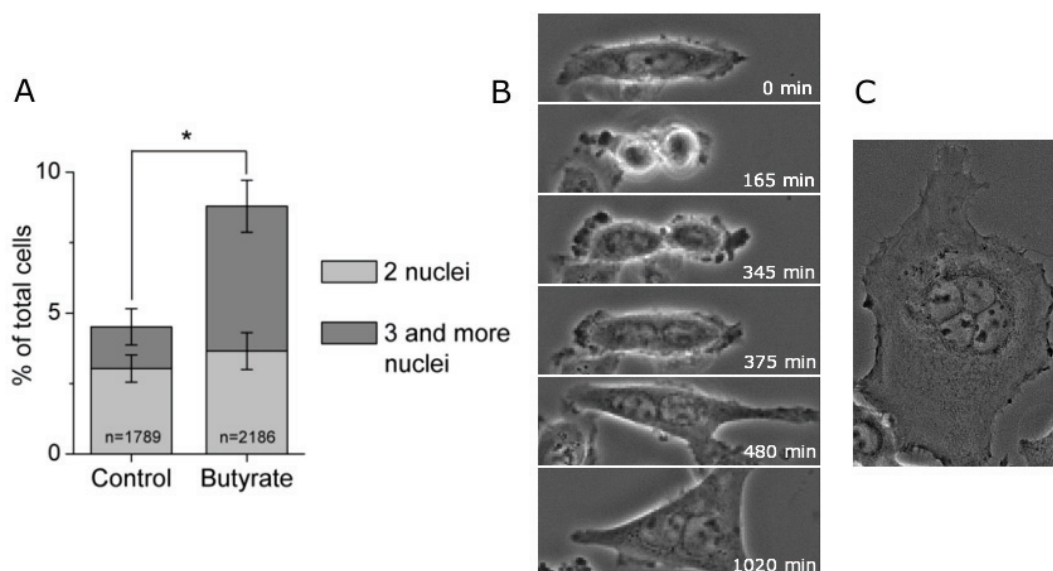 A
*
10
5
0
% of total cells
n=1789
n=2186
Control
Butyrate
2 nuclei
3 and more
nuclei
B
0 min
165 min
345 min
375 min
480 min
1020 min
C